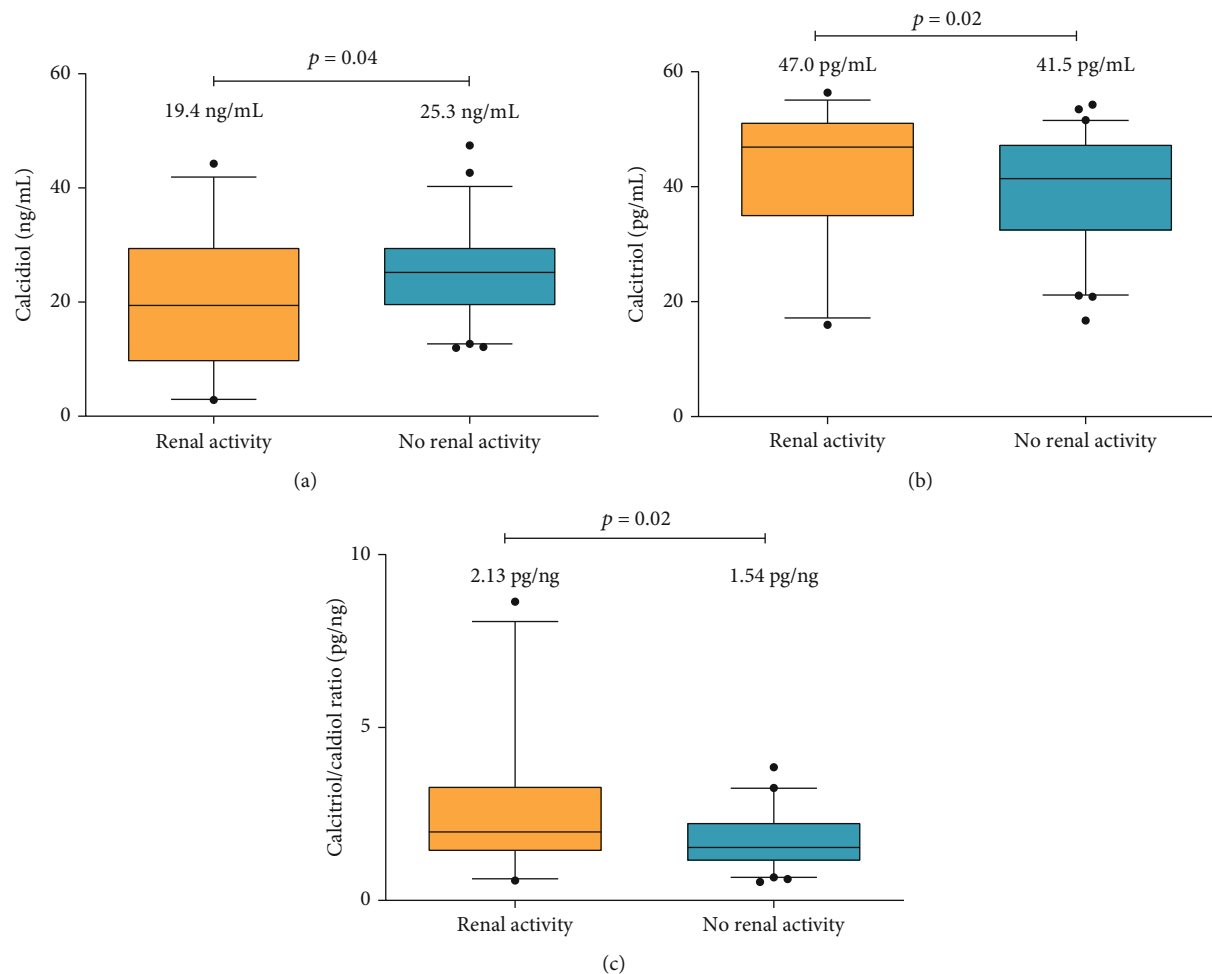 p = 0.04
60
19.4 ng/mL
25.3 ng/mL
40
Calcidiol (ng/mL)
20
0
Renal activity
No renal activity
(a)
p = 0.02
60
47.0 pg/mL
41.5 pg/mL
40
Calcitriol (pg/mL)
20
0
Renal activity
No renal activity
(b)
p = 0.02
10
2.13 pg/ng
1.54 pg/ng
Calcitriol/caldiol ratio (pg/ng)
5
0
Renal activity
No renal activity
(c)